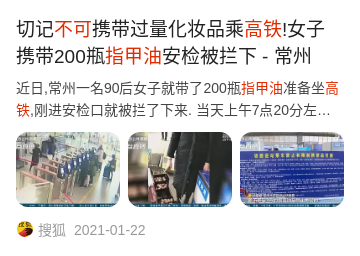 切记不可携带过量化妆品乘高铁!女子
携带200瓶指甲油安检被拦下 - 常州
近日,常州一名90后女子就带了200瓶指甲油准备坐高
铁,刚进安检口就被拦了下来. 当天上午7点20分左…
搜狐 2021-01-22